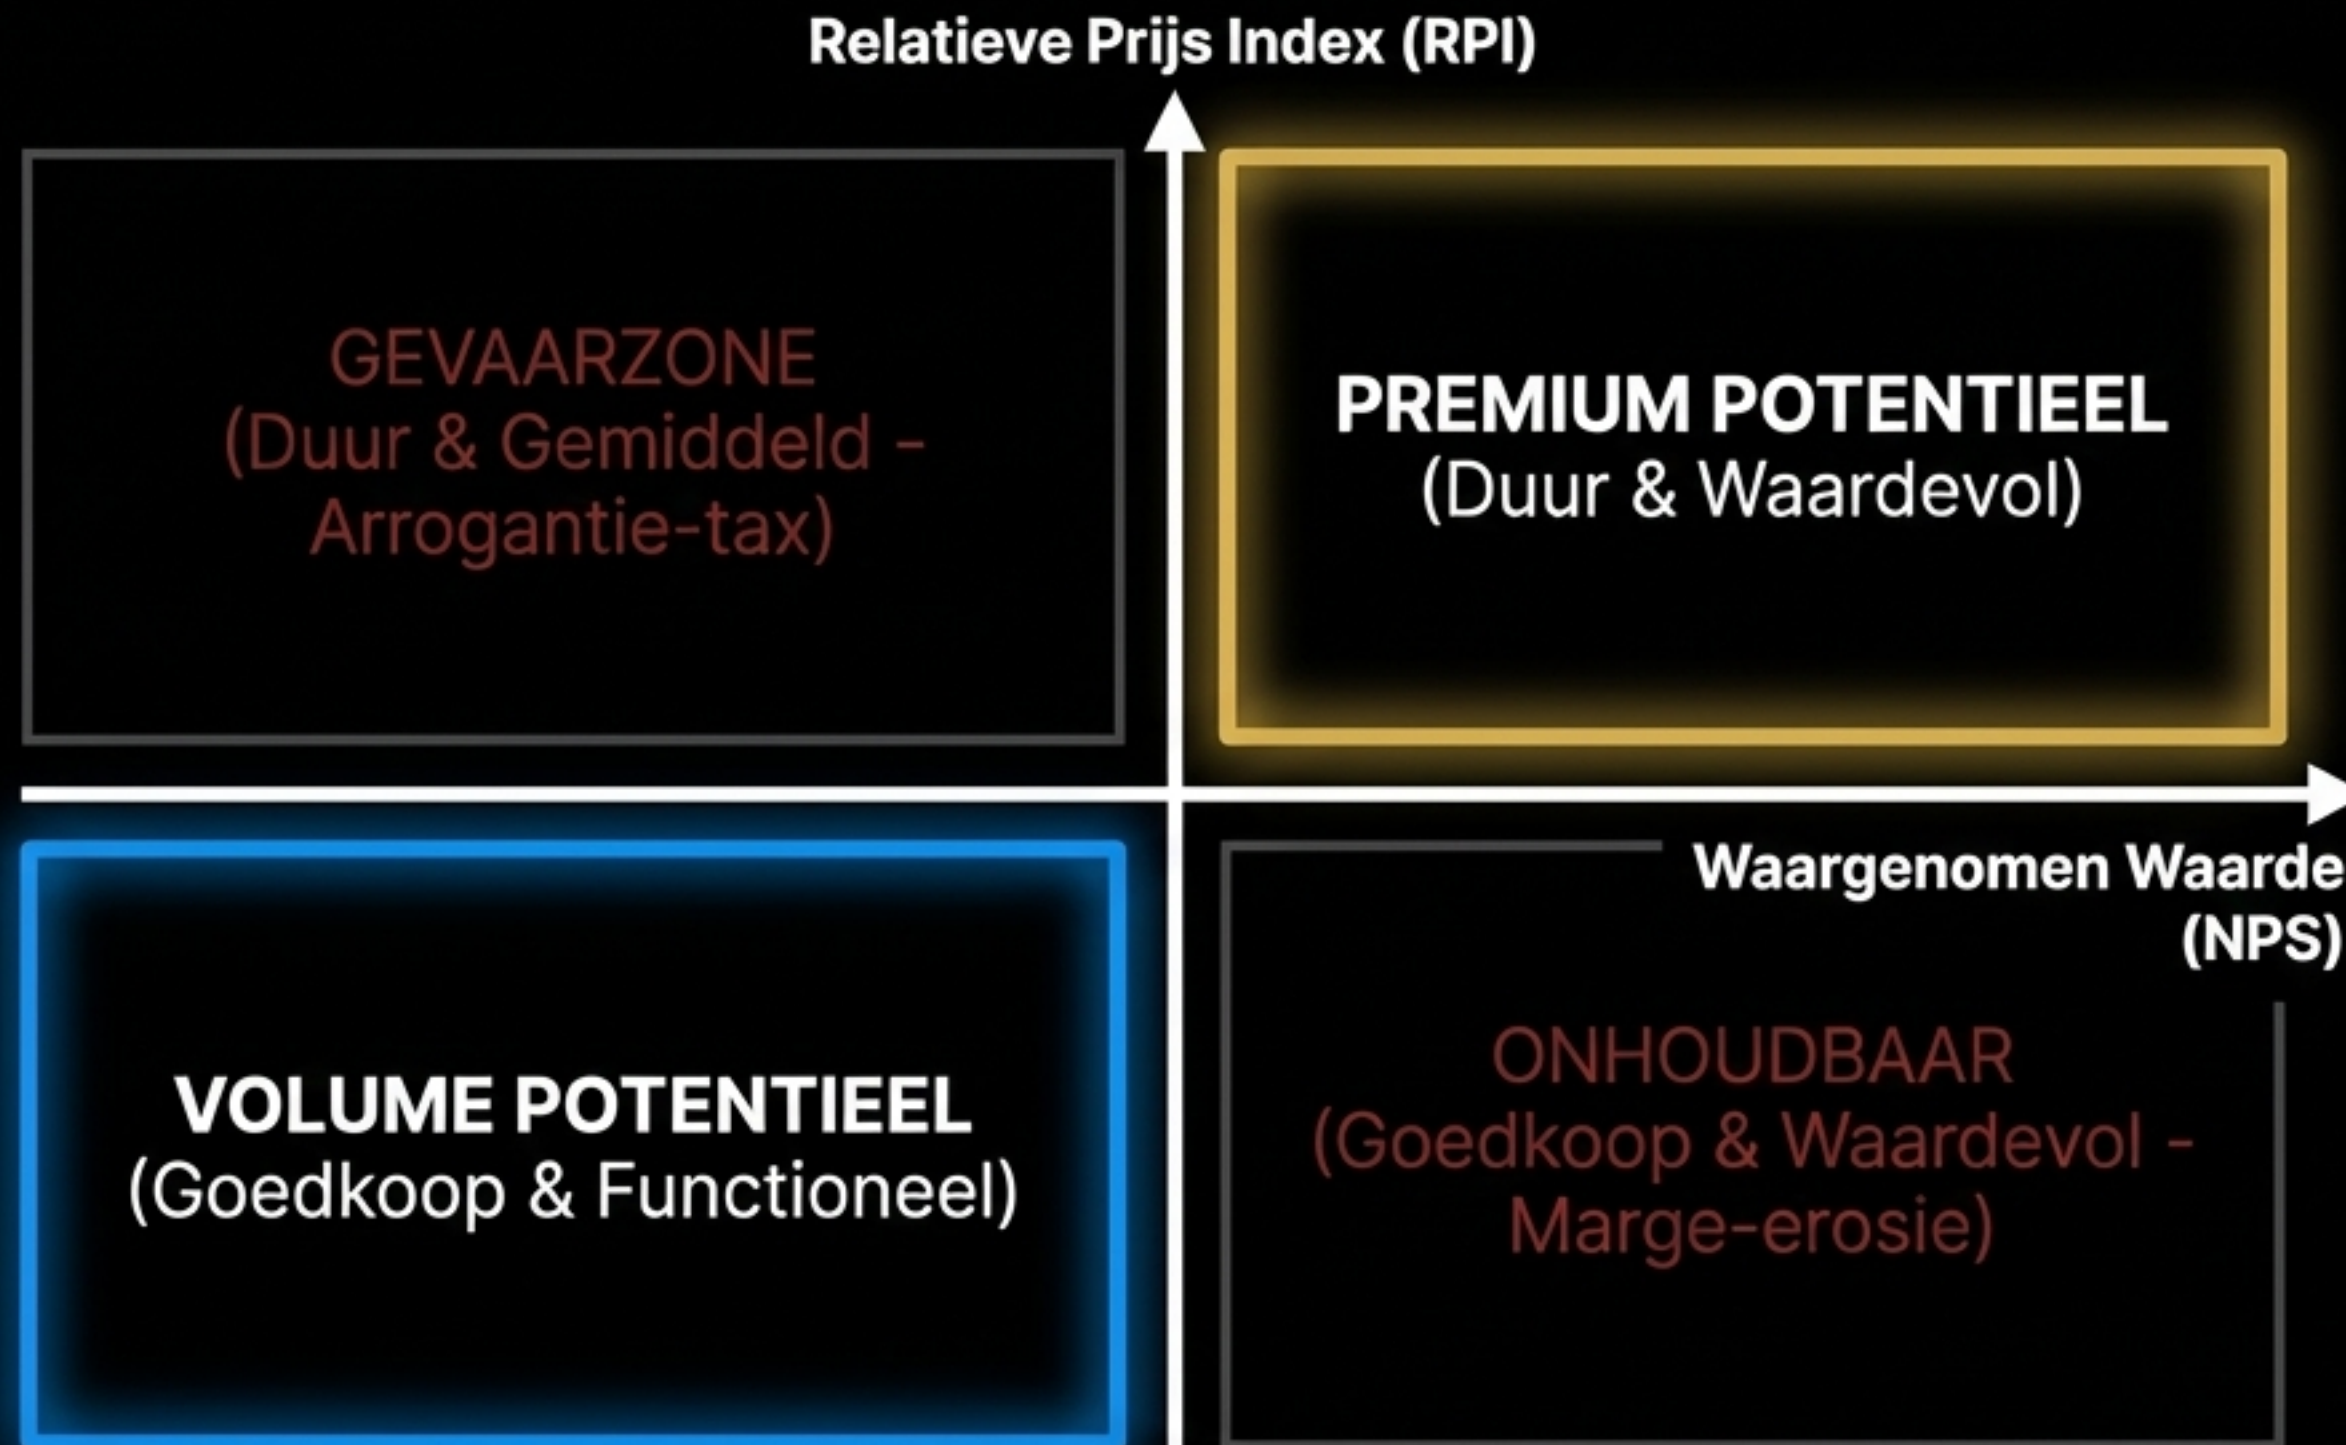 Relatieve Prijs Index (RPI)
GEVAARZONE
(Duur & Gemiddeld -
Arrogantie-tax)
PREMIUM POTENTIEEL
(Duur & Waardevol)
Waargenomen Waarde
(NPS)
VOLUME POTENTIEEL
(Goedkoop & Functioneel)
ONHOUDBAAR
(Goedkoop & Waardevol -
Marge-erosie)